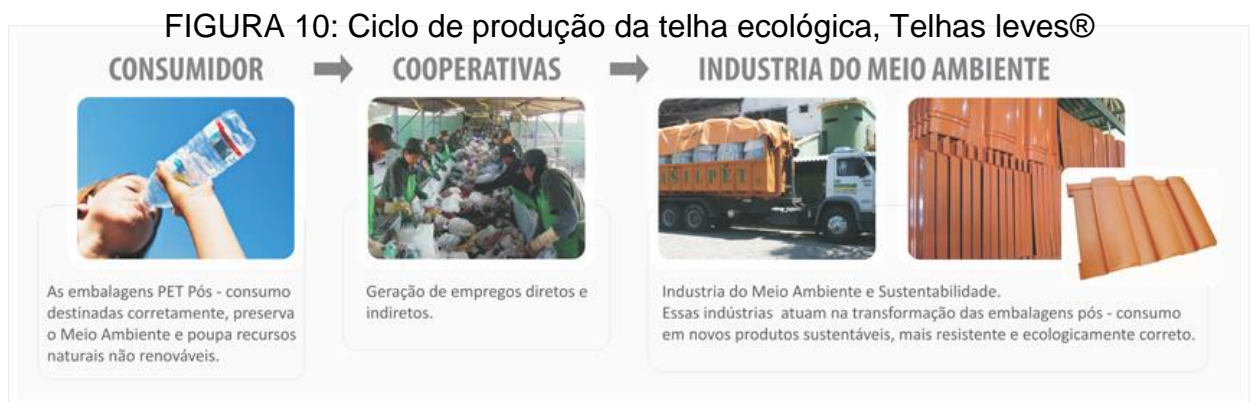 FIGURA 10: Ciclo de produção da telha ecológica, Telhas leves®
CONSUMIDOR
COOPERATIVAS
INDUSTRIA DO MEIO AMBIENTE
As embalagens PET Pós - consumo
destinadas corretamente, preserva
o Meio Ambiente e poupa recursos
naturais não renováveis.
Geração de empregos diretos e
indiretos.
Industria do Meio Ambiente e Sustentabilidade.
Essas indústrias atuam na transformação das embalagens pós - consumo
em novos produtos sustentáveis, mais resistente e ecologicamente correto.